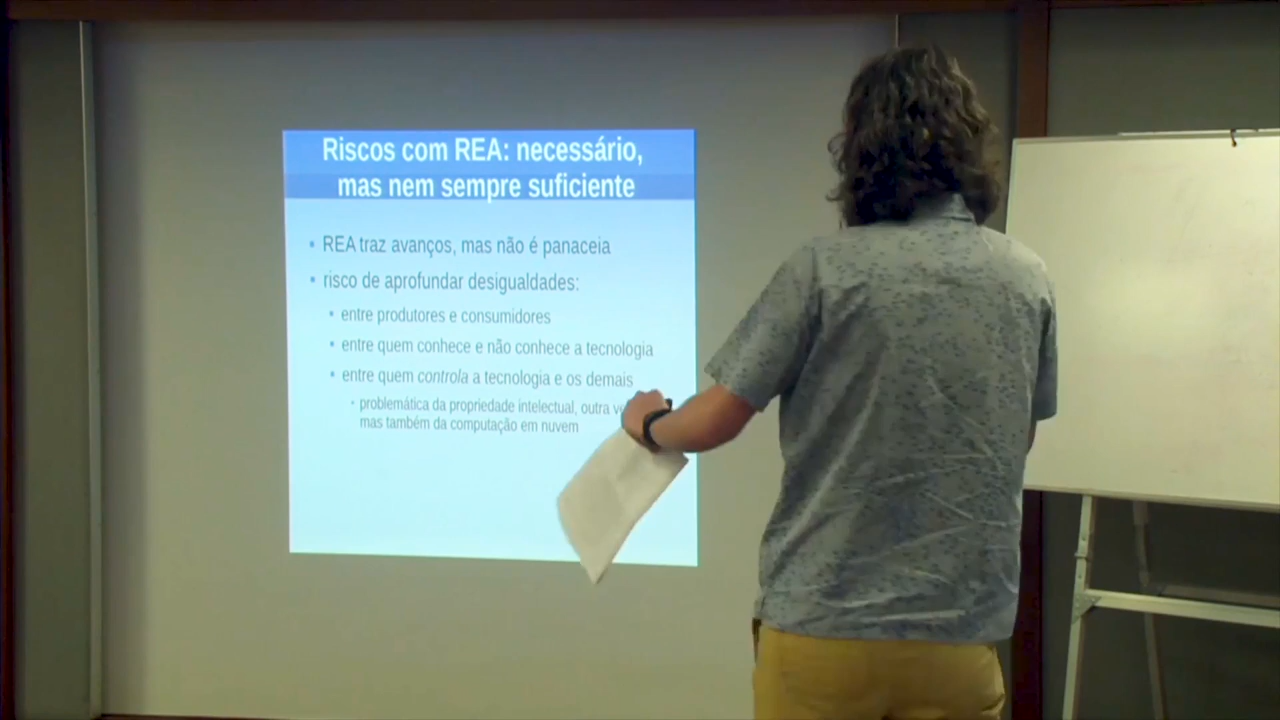 Riscos com REA: necessário,
mas nem sempre suficiente
REA traz avanços, mas não é panaceia
risco de aprofundar desigualdades:
entre produtores e consumidores
entre quem conhece e não conhece a tecnologia
entre quem controla a tecnologia e os demais
problemática da propriedade intelectual, outra
mas também da computação em nuvem